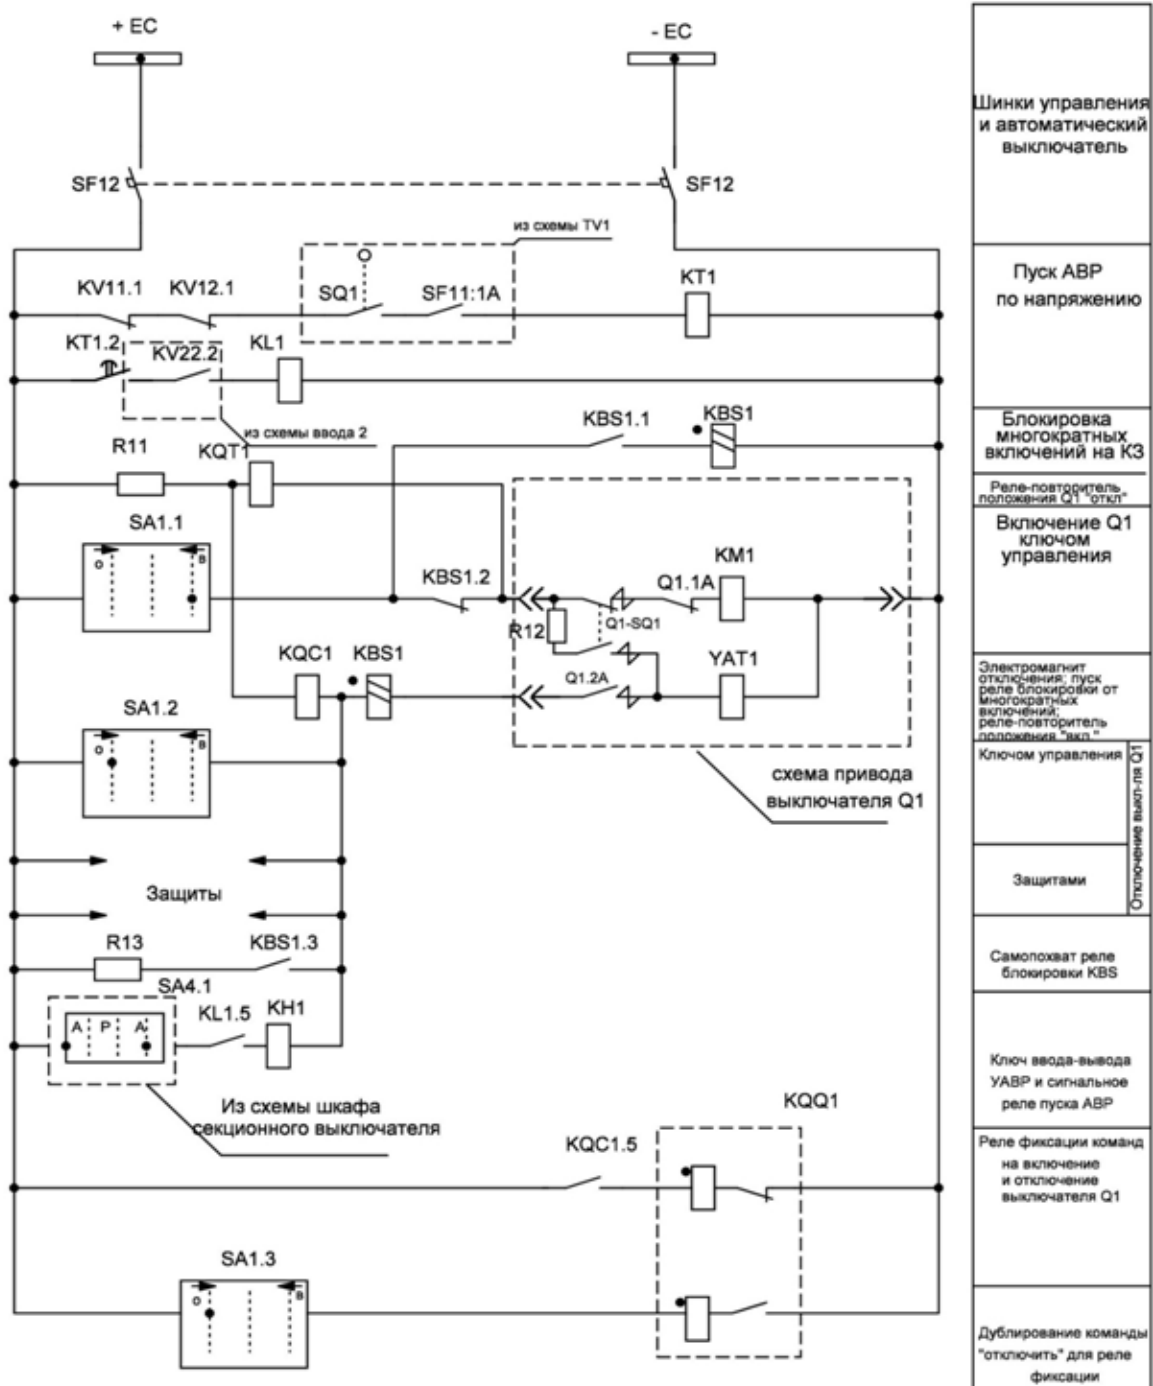 + EC
- EC
SF12
SF12
из схемы TV1
KV11.1
KV12.1
SQ1
SF11:1A
KT1
KT1.2
KV22.2
KL1
из схемы ввода 2
KBS1.1
KBS1
R11
KQT1
SA1.1
О
В
KBS1.2
KM1
Q1.1A
R12
Q1-SQ1
KQC1
KBS1
Q1.2A
YAT1
SA1.2
О
В
схема привода
выключателя Q1
Защиты
R13
KBS1.3
SA4.1
А Р А
KL1.5
KH1
Из схемы шкафа
секционного выключателя
KQQ1
KQC1.5
SA1.3
О
В
Шинки управления
и автоматический
выключатель
Пуск АВР
по напряжению
Блокировка
многократных
включений на КЗ
Реле-повторитель
положения Q1 "откл"
Включение Q1
ключом
управления
Электромагнит
отключения; пуск
реле блокировки от
многократных
включений;
реле-повторитель
положения "вкл."
Ключом управления
Отключение выкл-ля Q1
Защитами
Самопохват реле
блокировки KBS
Ключ ввода-вывода
УАВР и сигнальное
реле пуска АВР
Реле фиксации команд
на включение
и отключение
выключателя Q1
Дублирование команды
"отключить" для реле
фиксации